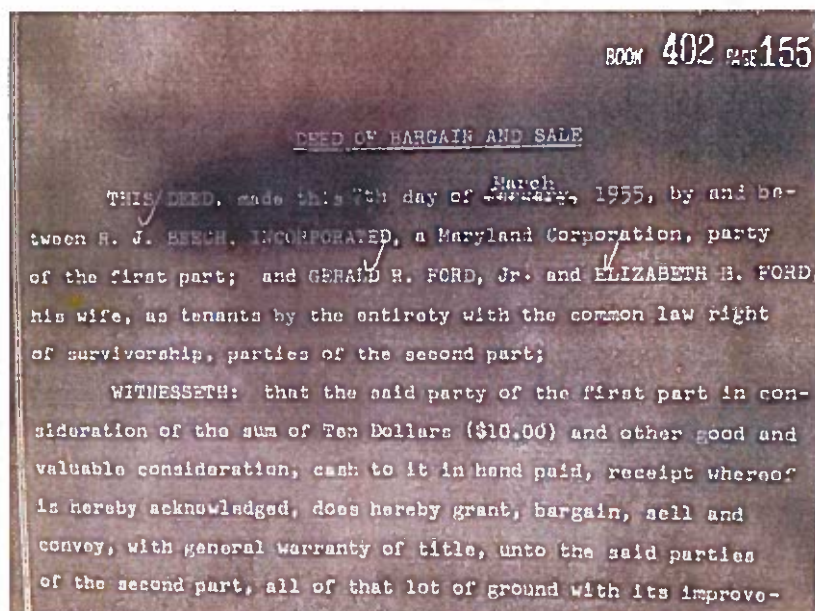 BOOK 402 PAGE 155
DEED OF BARGAIN AND SALE
March
THIS DEED, made this 7th day of January, 1955, by and be-
tween R. J. BEECH, INCORPORATED, a Maryland Corporation, party
of the first part; and GERALD R. FORD, Jr. and ELIZABETH B. FORD,
his wife, as tenants by the entirety with the common law right
of survivorship, parties of the second part;
WITNESSETH: that the said party of the first part in con-
sideration of the sum of Ten Dollars ($10.00) and other good and
valuable consideration, cash to it in hand paid, receipt whereof
is hereby acknowledged, does hereby grant, bargain, sell and
convey, with general warranty of title, unto the said parties
of the second part, all of that lot of ground with its improve-